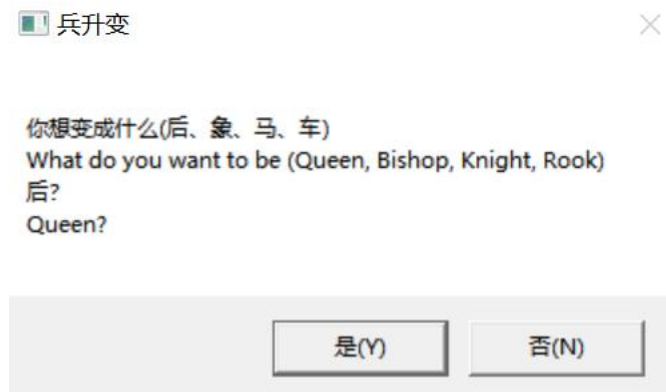 兵升变
你想变成什么(后、象、马、车)
What do you want to be (Queen, Bishop, Knight, Rook)
后?
Queen?
是(Y)
否(N)